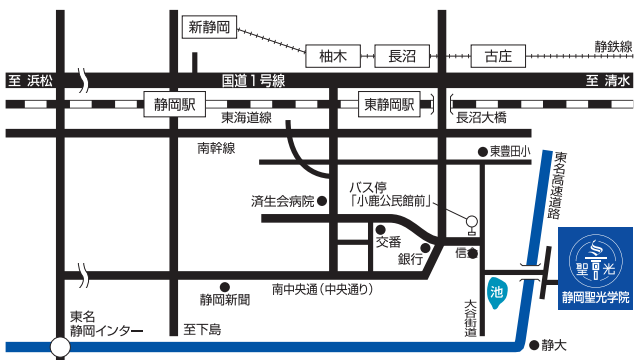 新静岡
静鉄線
柚木
長沼
古庄
至 浜松
国道1号線
至 清水
静岡駅
東静岡駅
東海道線
長沼大橋
南幹線
東豊田小
東名高速道路
バス停
「小鹿公民館前」
済生会病院
交番
信金
銀行
聖光
静岡聖光学院
池
静岡新聞
南中央通(中央通り)
大谷街道
東名
静岡インター
至下島
静大